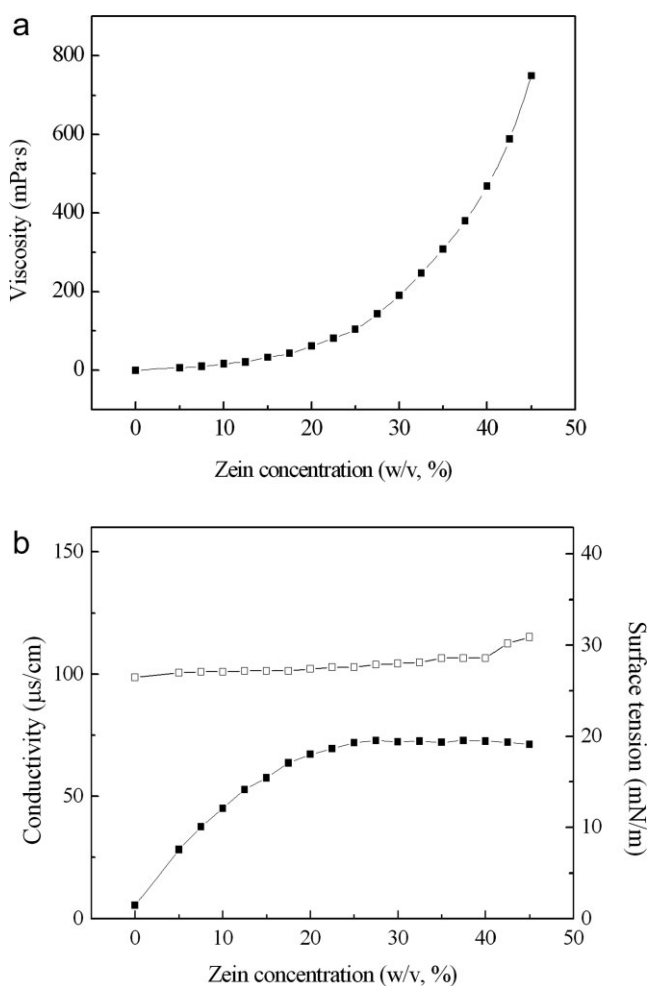 a
800
600
400
200
0
Viscosity (mPa·s)
0 10 20 30 40 50
Zein concentration (w/v, %)
b
150
100
50
0
Conductivity (μs/cm)
40
30
20
10
0
Surface tension (mN/m)
0 10 20 30 40 50
Zein concentration (w/v, %)